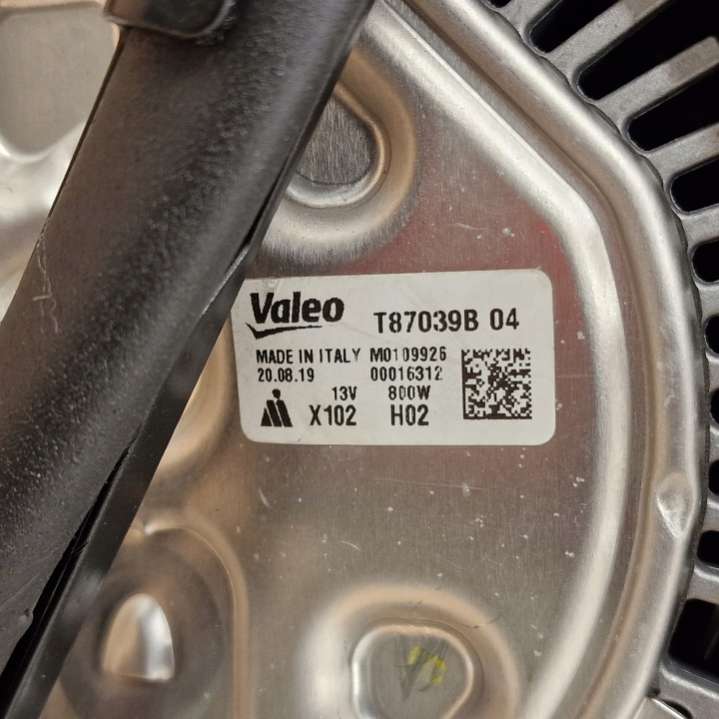 Valeo T87039B 04
MADE IN ITALY M0109926
20.08.19 00016312
13V 800W
X102 H02